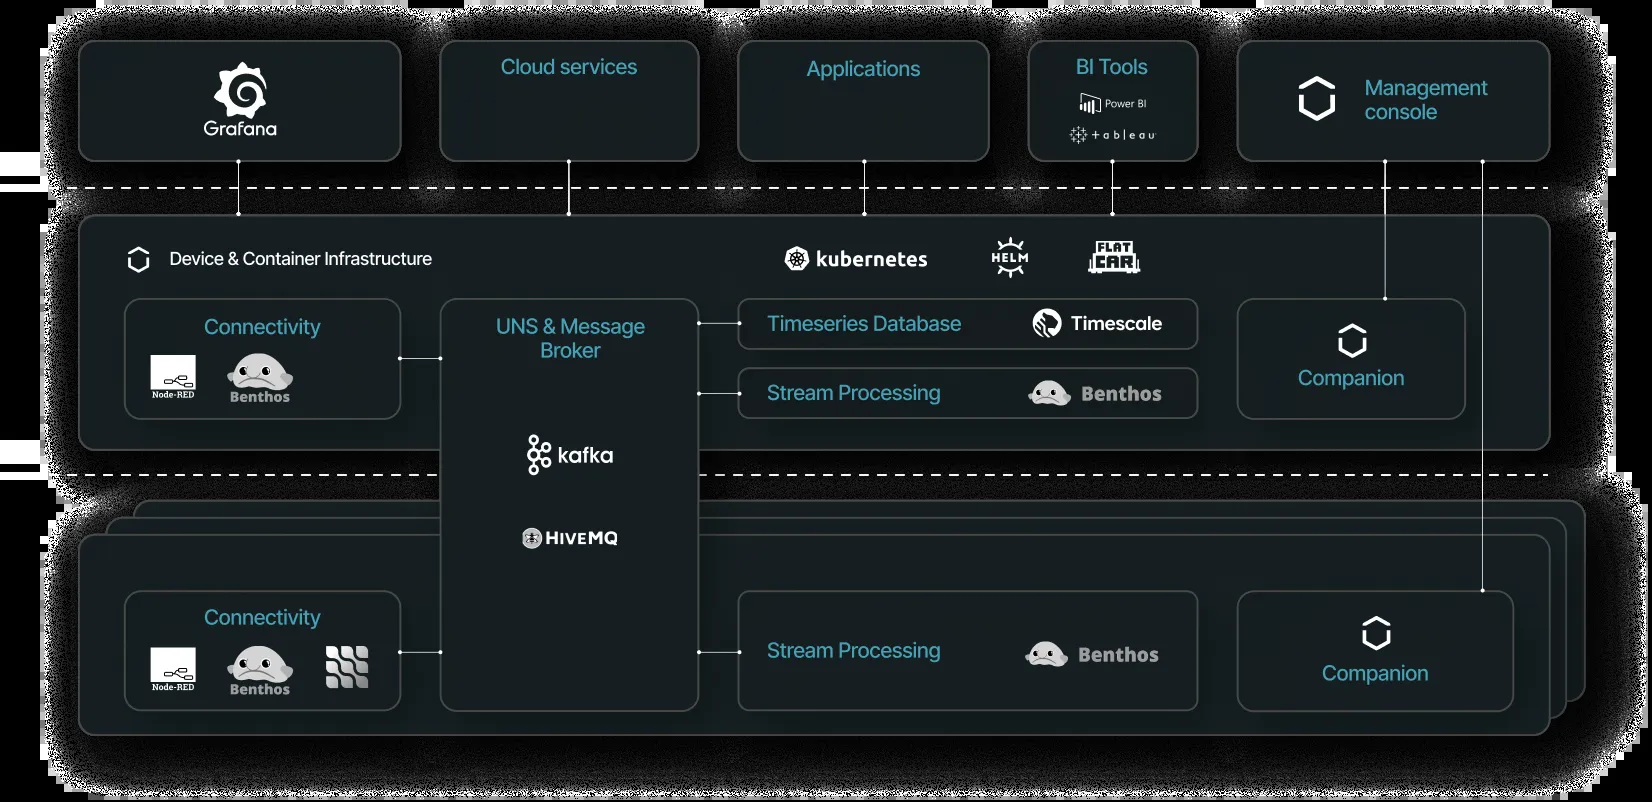 Grafana
Cloud services
Applications
BI Tools
Power BI
+ a b l e a u
Management
console
Device & Container Infrastructure
kubernetes
HELM
FLAT
CAR
Connectivity
Node-RED
Benthos
UNS & Message
Broker
kafka
HIVEMQ
Timeseries Database
Timescale
Stream Processing
Benthos
Companion
Connectivity
Node-RED
Benthos
Stream Processing
Benthos
Companion